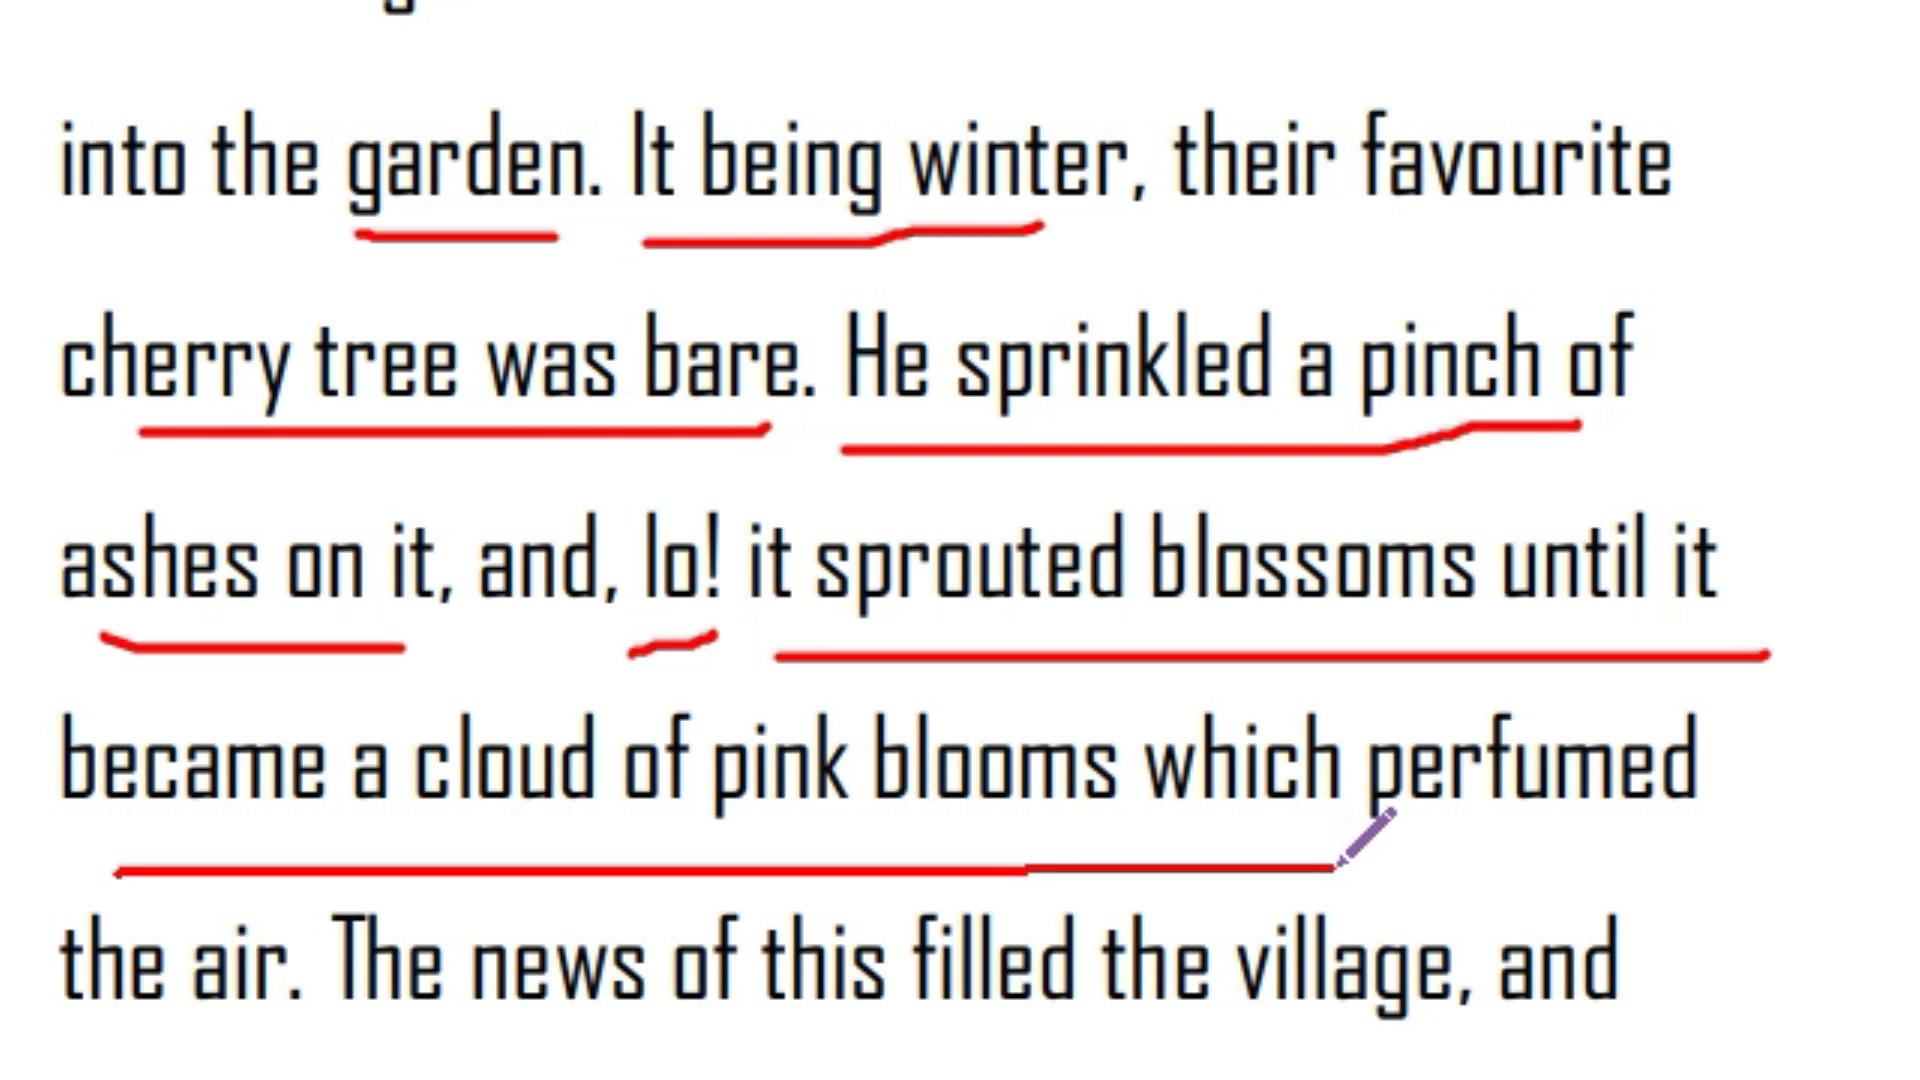 into the garden. It being winter, their favourite
cherry tree was bare. He sprinkled a pinch of
ashes on it, and, lo! it sprouted blossoms until it
became a cloud of pink blooms which perfumed
the air. The news of this filled the village, and